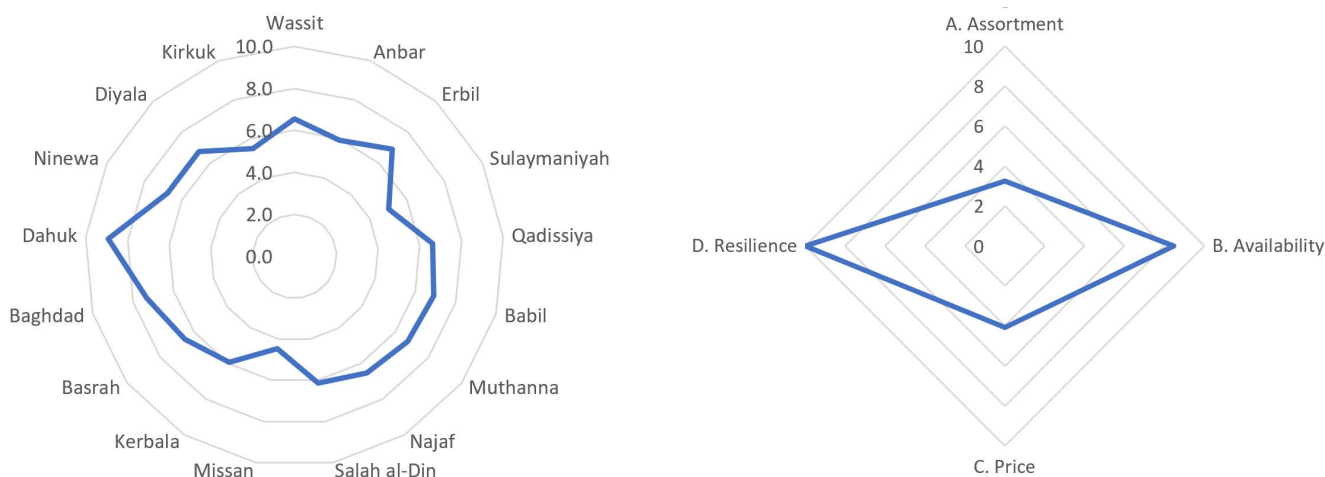 Wassit
Anbar
Erbil
Sulaymaniyah
Qadissiya
Babil
Muthanna
Najaf
Salah al-Din
Missan
Kerbala
Basrah
Baghdad
Dahuk
Ninewa
Diyala
Kirkuk
10.0
8.0
6.0
4.0
2.0
0.0
A. Assortment
B. Availability
C. Price
D. Resilience
10
8
6
4
2
0